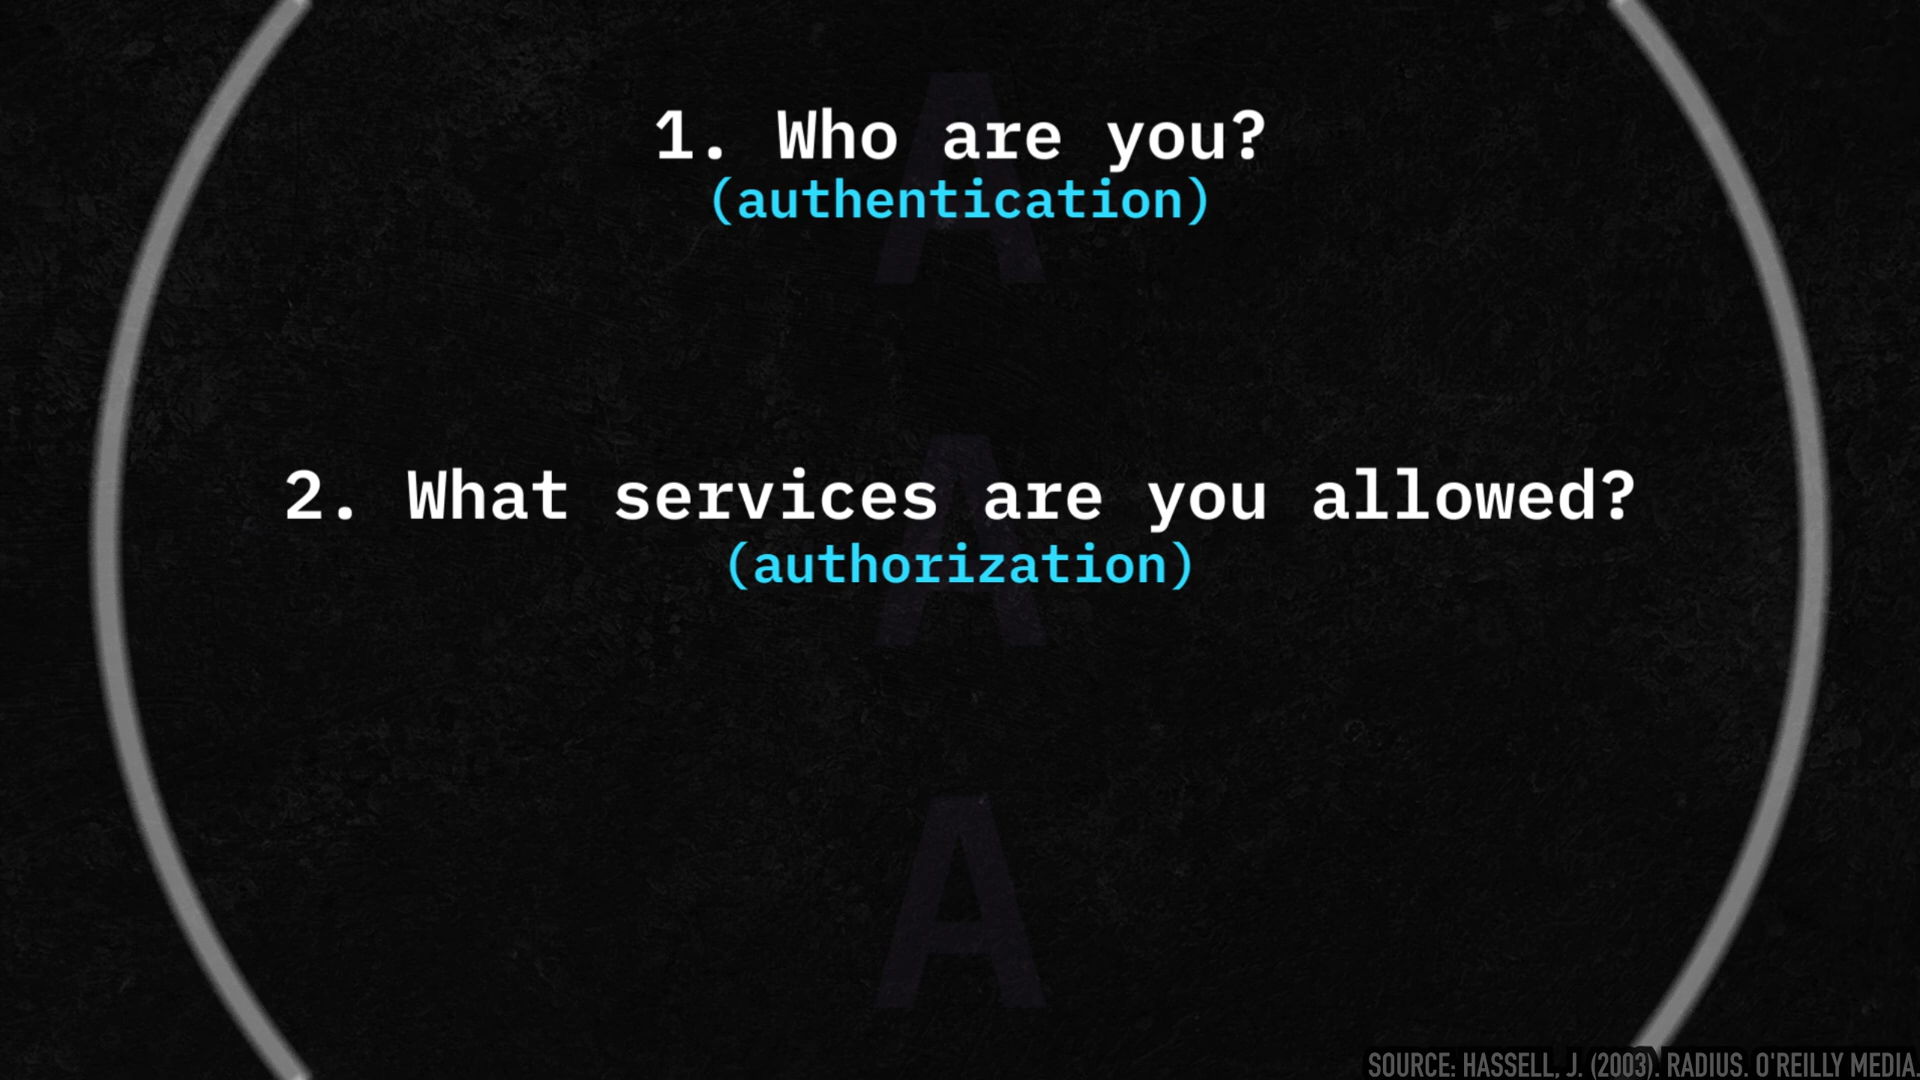 1. Who are you?
(authentication)
2. What services are you allowed?
(authorization)
A
A
A
SOURCE: HASSELL, J. (2003). RADIUS. O'REILLY MEDIA.